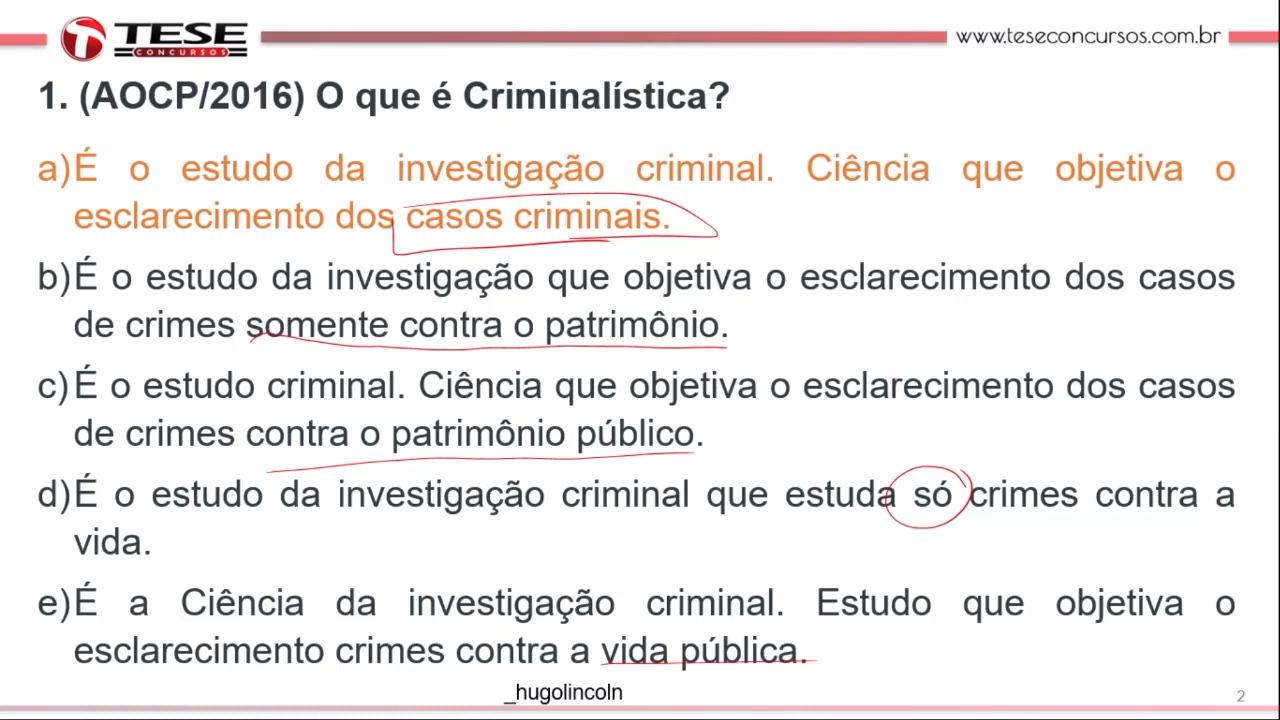 TESE
CONCURSOS
www.teseconcursos.com.br
1. (AOCP/2016) O que é Criminalística?
a) É o estudo da investigação criminal. Ciência que objetiva o
esclarecimento dos casos criminais.
b) É o estudo da investigação que objetiva o esclarecimento dos casos
de crimes somente contra o patrimônio.
c) É o estudo criminal. Ciência que objetiva o esclarecimento dos casos
de crimes contra o patrimônio público.
d) É o estudo da investigação criminal que estuda só crimes contra a
vida.
e) É a Ciência da investigação criminal. Estudo que objetiva o
esclarecimento crimes contra a vida pública.
_hugolincoln
2